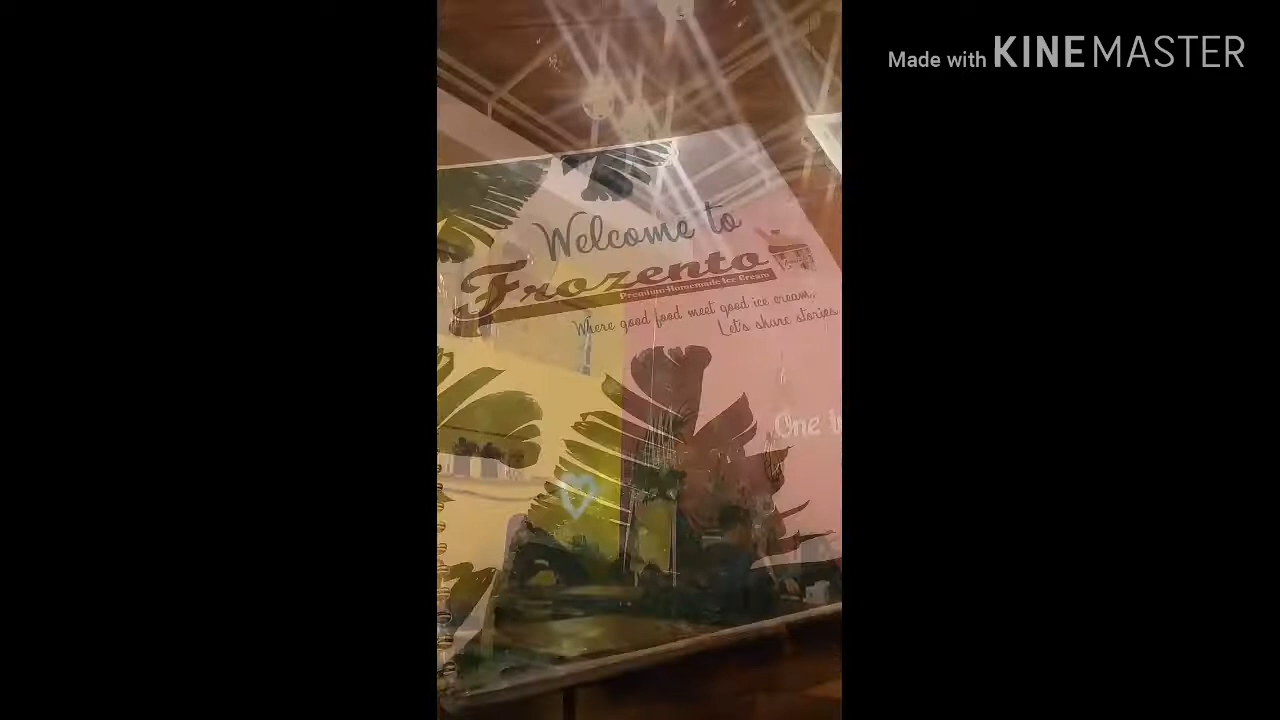 Made with KINEMASTER
Welcome to
Frozento
Premium Homemade Ice Cream
Where good food meet good ice cream,,
Let's share stories
One